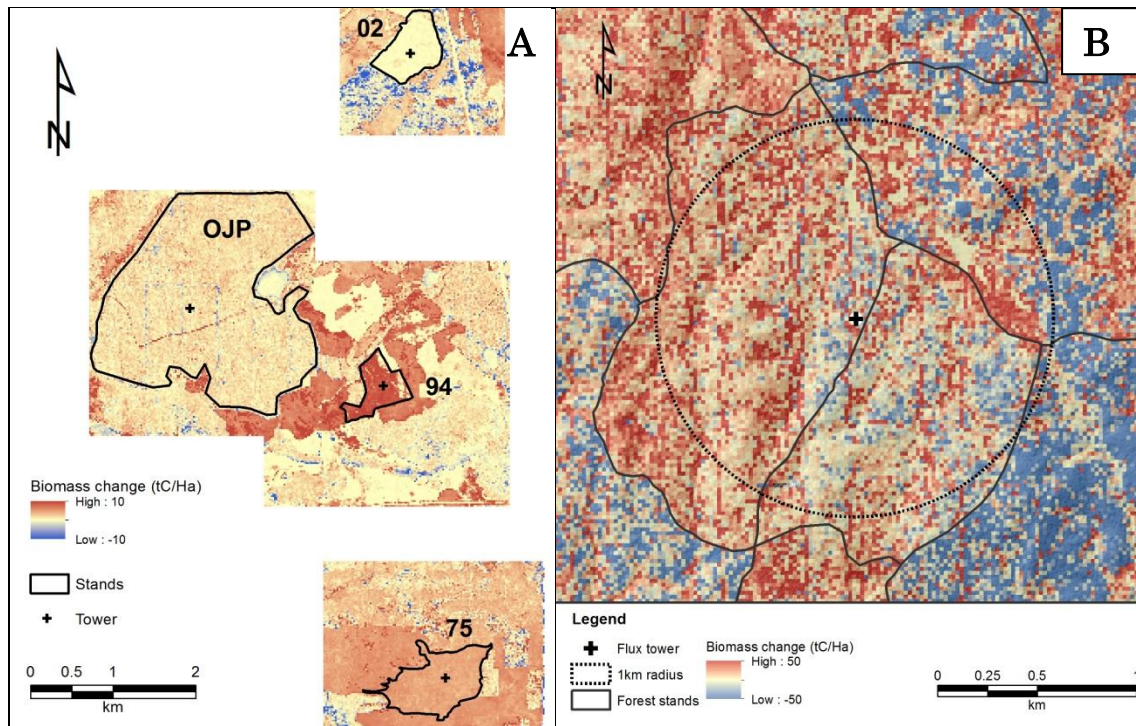 02
A
N
OJP
94
Biomass change (tC/Ha)
High : 10
Low : -10
Stands
Tower
75
0 0.5 1 2
km
B
N
Legend
Flux tower
1km radius
Forest stands
Biomass change (tC/Ha)
High : 50
Low : -50
0 0.25 0.5 1
km